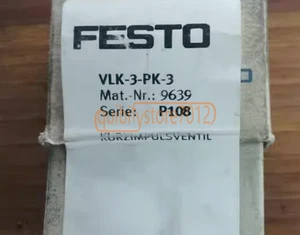 FESTO
VLK-3-PK-3
Mat.-Nr.: 9639
Serie: P108
KURZIMPULSVENTIL